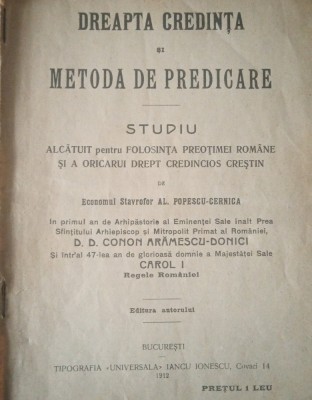 DREAPTA CREDINȚA
ȘI
METODA DE PREDICARE
STUDIU
ALCĂTUIT pentru FOLOSINȚA PREOȚIMEI ROMÂNE
ȘI A ORICARUI DREPT CREDINCIOS CREȘTIN
DE
Economul Stavrofor AL. POPESCU-CERNICA
In primul an de Arhipăstorie al Eminenței Sale Inalt Prea
Sfințitului Arhiepiscop și Mitropolit Primat al României,
D. D. CONON ARĂMESCU-DONICI
Și într'al 47-lea an de glorioasă domnie a Majestăței Sale
CAROL I
Regele României
Editura autorului
BUCUREȘTI
TIPOGRAFIA «UNIVERSALA» IANCU IONESCU, Covaci 14
1912
PREȚUL 1 LEU